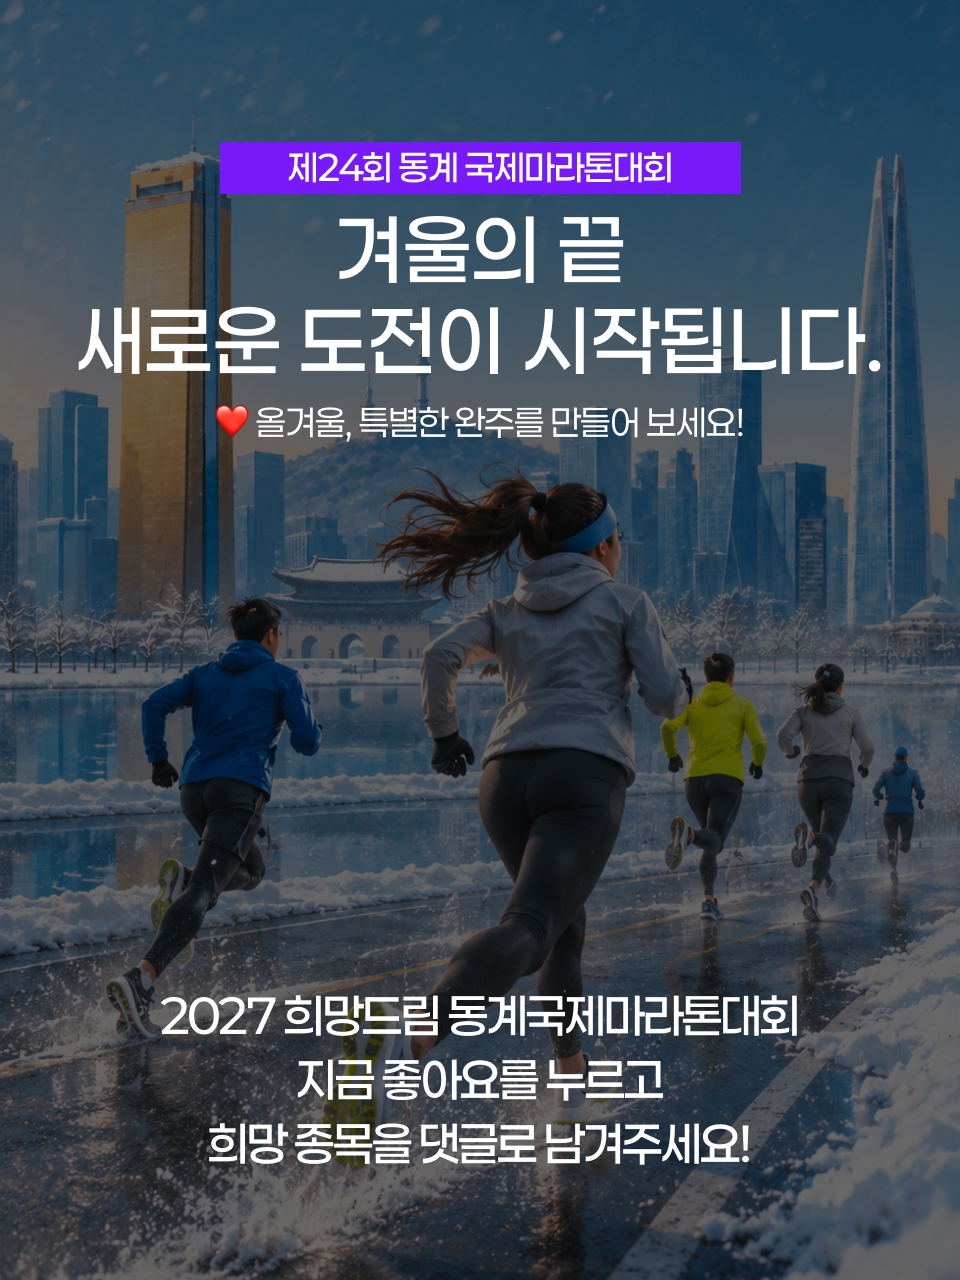 제24회 동계 국제마라톤대회
겨울의 끝
새로운 도전이 시작됩니다.
❤️ 올겨울, 특별한 완주를 만들어 보세요!
2027 희망드림 동계국제마라톤대회
지금 좋아요를 누르고
희망 종목을 댓글로 남겨주세요!